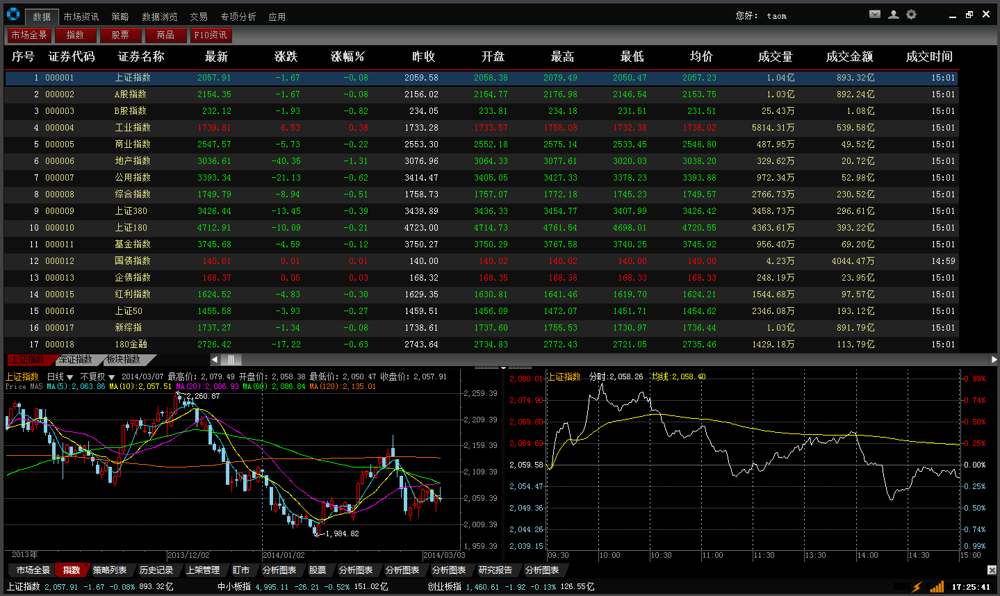 数据 市场资讯 策略 数据浏览 交易 专项分析 应用 您好: taom
市场全景 指数 股票 商品 F10资讯
序号 证券代码 证券名称 最新 涨跌 涨幅% 昨收 开盘 最高 最低 均价 成交量 成交金额 成交时间
1 000001 上证指数 2057.91 -1.67 -0.08 2059.58 2058.38 2079.49 2050.47 2057.23 1.04亿 893.32亿 15:01
2 000002 A股指数 2154.35 -1.67 -0.08 2156.02 2154.77 2176.98 2146.54 2153.75 1.03亿 892.24亿 15:01
3 000003 B股指数 232.12 -1.93 -0.82 234.05 233.81 234.18 231.51 231.51 25.43万 1.08亿 15:01
4 000004 工业指数 1739.81 6.53 0.38 1733.28 1733.57 1758.08 1732.38 1738.02 5814.31万 539.58亿 15:01
5 000005 商业指数 2547.57 -5.73 -0.22 2553.30 2552.18 2575.14 2533.45 2548.80 487.95万 49.52亿 15:01
6 000006 地产指数 3036.61 -40.35 -1.31 3076.96 3064.33 3077.61 3020.03 3038.20 329.62万 20.72亿 15:01
7 000007 公用指数 3393.34 -21.13 -0.62 3414.47 3405.05 3427.33 3378.23 3393.88 972.34万 52.98亿 15:01
8 000008 综合指数 1749.79 -8.94 -0.51 1758.73 1757.07 1772.18 1745.23 1749.57 2766.73万 230.52亿 15:01
9 000009 上证380 3426.44 -13.45 -0.39 3439.89 3436.33 3454.77 3407.99 3426.42 3458.73万 296.61亿 15:01
10 000010 上证180 4712.91 -10.09 -0.21 4723.00 4714.73 4761.54 4698.01 4720.55 4363.61万 393.22亿 15:01
11 000011 基金指数 3745.68 -4.59 -0.12 3750.27 3750.29 3767.58 3740.25 3745.92 956.40万 69.20亿 15:01
12 000012 国债指数 140.01 0.01 0.01 140.00 140.02 140.02 140.00 140.00 4.23万 4044.47万 14:59
13 000013 企债指数 168.37 0.05 0.03 168.32 168.35 168.38 168.33 168.33 248.19万 23.95亿 15:01
14 000015 红利指数 1624.52 -4.83 -0.30 1629.35 1630.81 1641.46 1619.70 1624.21 1544.68万 97.57亿 15:01
15 000016 上证50 1455.58 -3.93 -0.27 1459.51 1456.09 1472.07 1451.71 1454.62 2346.08万 193.12亿 15:01
16 000017 新综指 1737.27 -1.34 -0.08 1738.61 1737.60 1755.53 1730.97 1736.44 1.03亿 891.79亿 15:01
17 000018 180金融 2726.42 -17.22 -0.63 2743.64 2734.83 2772.43 2721.05 2735.46 1429.18万 113.79亿 15:01
上证指数 深证指数 板块指数
上证指数 日线 不复权 2014/03/07 最高价: 2,079.49 开盘价: 2,058.38 最低价: 2,050.47 收盘价: 2,057.91
Price MA5 MA(5):2,063.86 MA(10):2,057.51 MA(20):2,086.93 MA(60):2,086.84 MA(120):2,135.01
2,260.87
1,984.82
2,259.39
2,209.39
2,159.39
2,109.39
2,059.39
2,009.39
1,959.39
2013年 2013/12/02 2014/01/02 2014/03/03
上证指数 分时:2,058.26 均线:2,058.40
2,080.01 0.99%
2,074.90 0.74%
2,069.80 0.50%
2,064.69 0.25%
2,059.58 0.00%
2,054.47 0.25%
2,049.36 0.50%
2,044.26 0.74%
2,039.15 0.99%
09:30 10:00 10:30 11:00 11:30 13:30 14:00 14:30 15:00
市场全景 指数 策略列表 历史记录 上架管理 盯市 分析图表 股票 分析图表 分析图表 分析图表 研究报告 分析图表
上证指数 2,057.91 -1.67 -0.08% 893.32亿 中小板指 4,995.11 -26.21 -0.52% 151.02亿 创业板指 1,460.61 -1.92 -0.13% 126.55亿 17:25:41